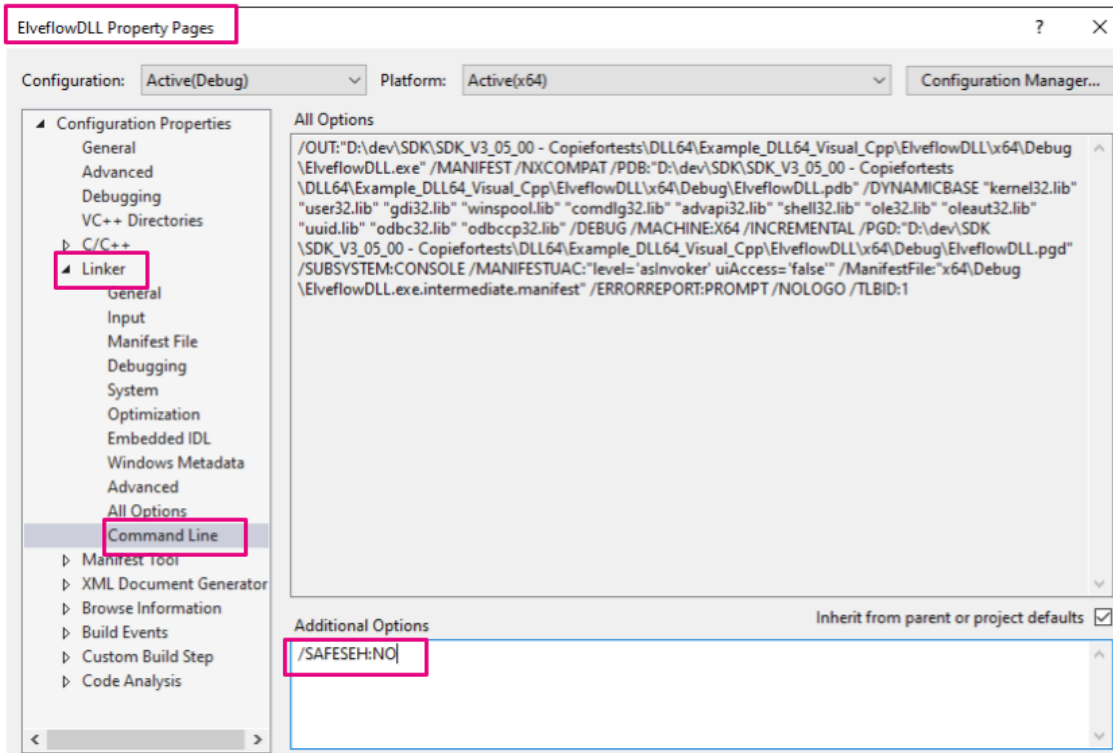 ElveflowDLL Property Pages
? ×
Configuration: Active(Debug) Platform: Active(x64) Configuration Manager...
Configuration Properties
General
Advanced
Debugging
VC++ Directories
C/C++
Linker
General
Input
Manifest File
Debugging
System
Optimization
Embedded IDL
Windows Metadata
Advanced
All Options
Command Line
Manifest Tool
XML Document Generator
Browse Information
Build Events
Custom Build Step
Code Analysis
All Options
/OUT:"D:\dev\SDK\SDK_V3_05_00 - Copiefortests\DLL64\Example_DLL64_Visual_Cpp\ElveflowDLL\x64\Debug
\ElveflowDLL.exe" /MANIFEST /NXCOMPAT /PDB:"D:\dev\SDK\SDK_V3_05_00 - Copiefortests
\DLL64\Example_DLL64_Visual_Cpp\ElveflowDLL\x64\Debug\ElveflowDLL.pdb" /DYNAMICBASE "kernel32.lib"
"user32.lib" "gdi32.lib" "winspool.lib" "comdlg32.lib" "advapi32.lib" "shell32.lib" "ole32.lib" "oleaut32.lib"
"uuid.lib" "odbc32.lib" "odbccp32.lib" /DEBUG /MACHINE:X64 /INCREMENTAL /PGD:"D:\dev\SDK
\SDK_V3_05_00 - Copiefortests\DLL64\Example_DLL64_Visual_Cpp\ElveflowDLL\x64\Debug\ElveflowDLL.pgd"
/SUBSYSTEM:CONSOLE /MANIFESTUAC:"level='asInvoker' uiAccess='false'" /ManifestFile:"x64\Debug
\ElveflowDLL.exe.intermediate.manifest" /ERRORREPORT:PROMPT /NOLOGO /TLBID:1
Inherit from parent or project defaults
Additional Options
/SAFESEH:NO